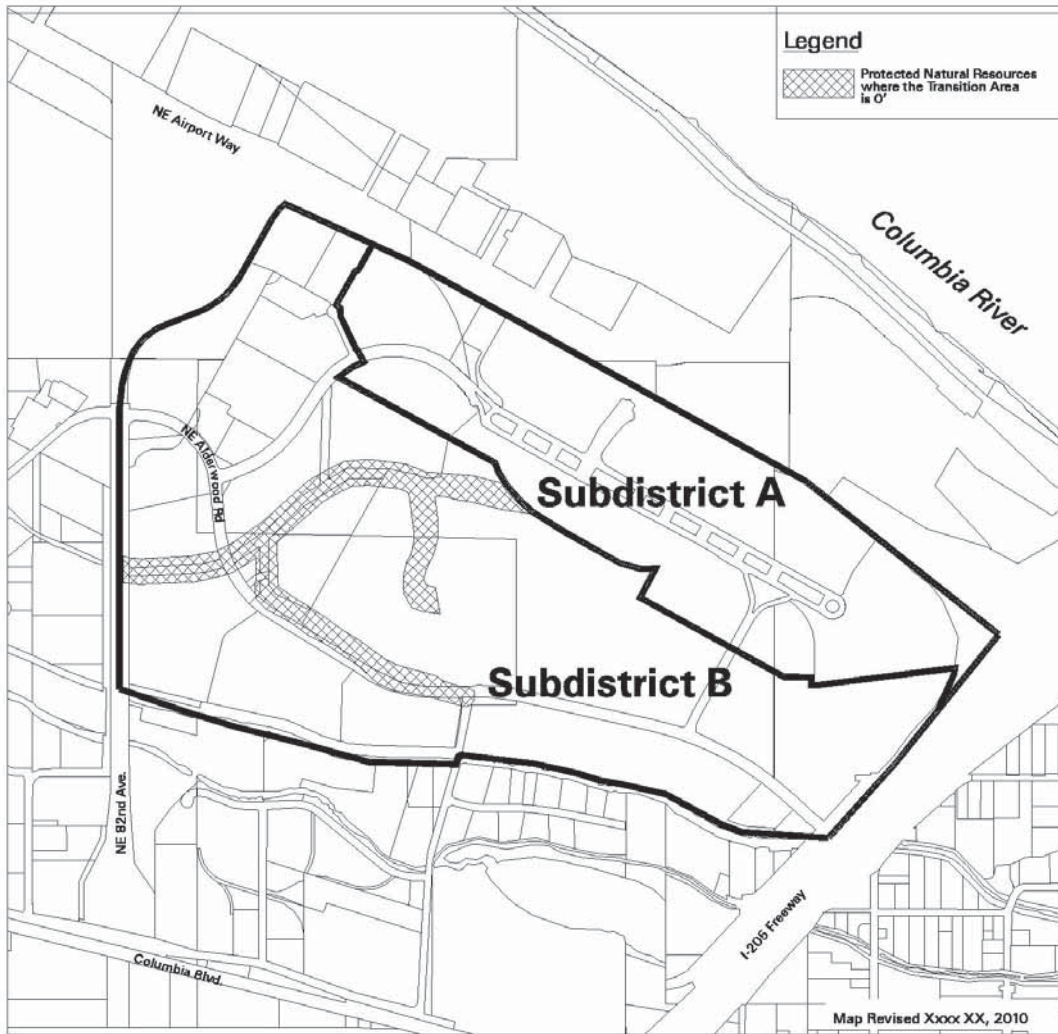 Legend
Protected Natural Resources
where the Transition Area
is 0'
NE Airport Way
Columbia River
NE Alderwood Rd
Subdistrict A
Subdistrict B
NE 82nd Ave.
I-205 Freeway
Columbia Blvd.
Map Revised Xxxx XX, 2010